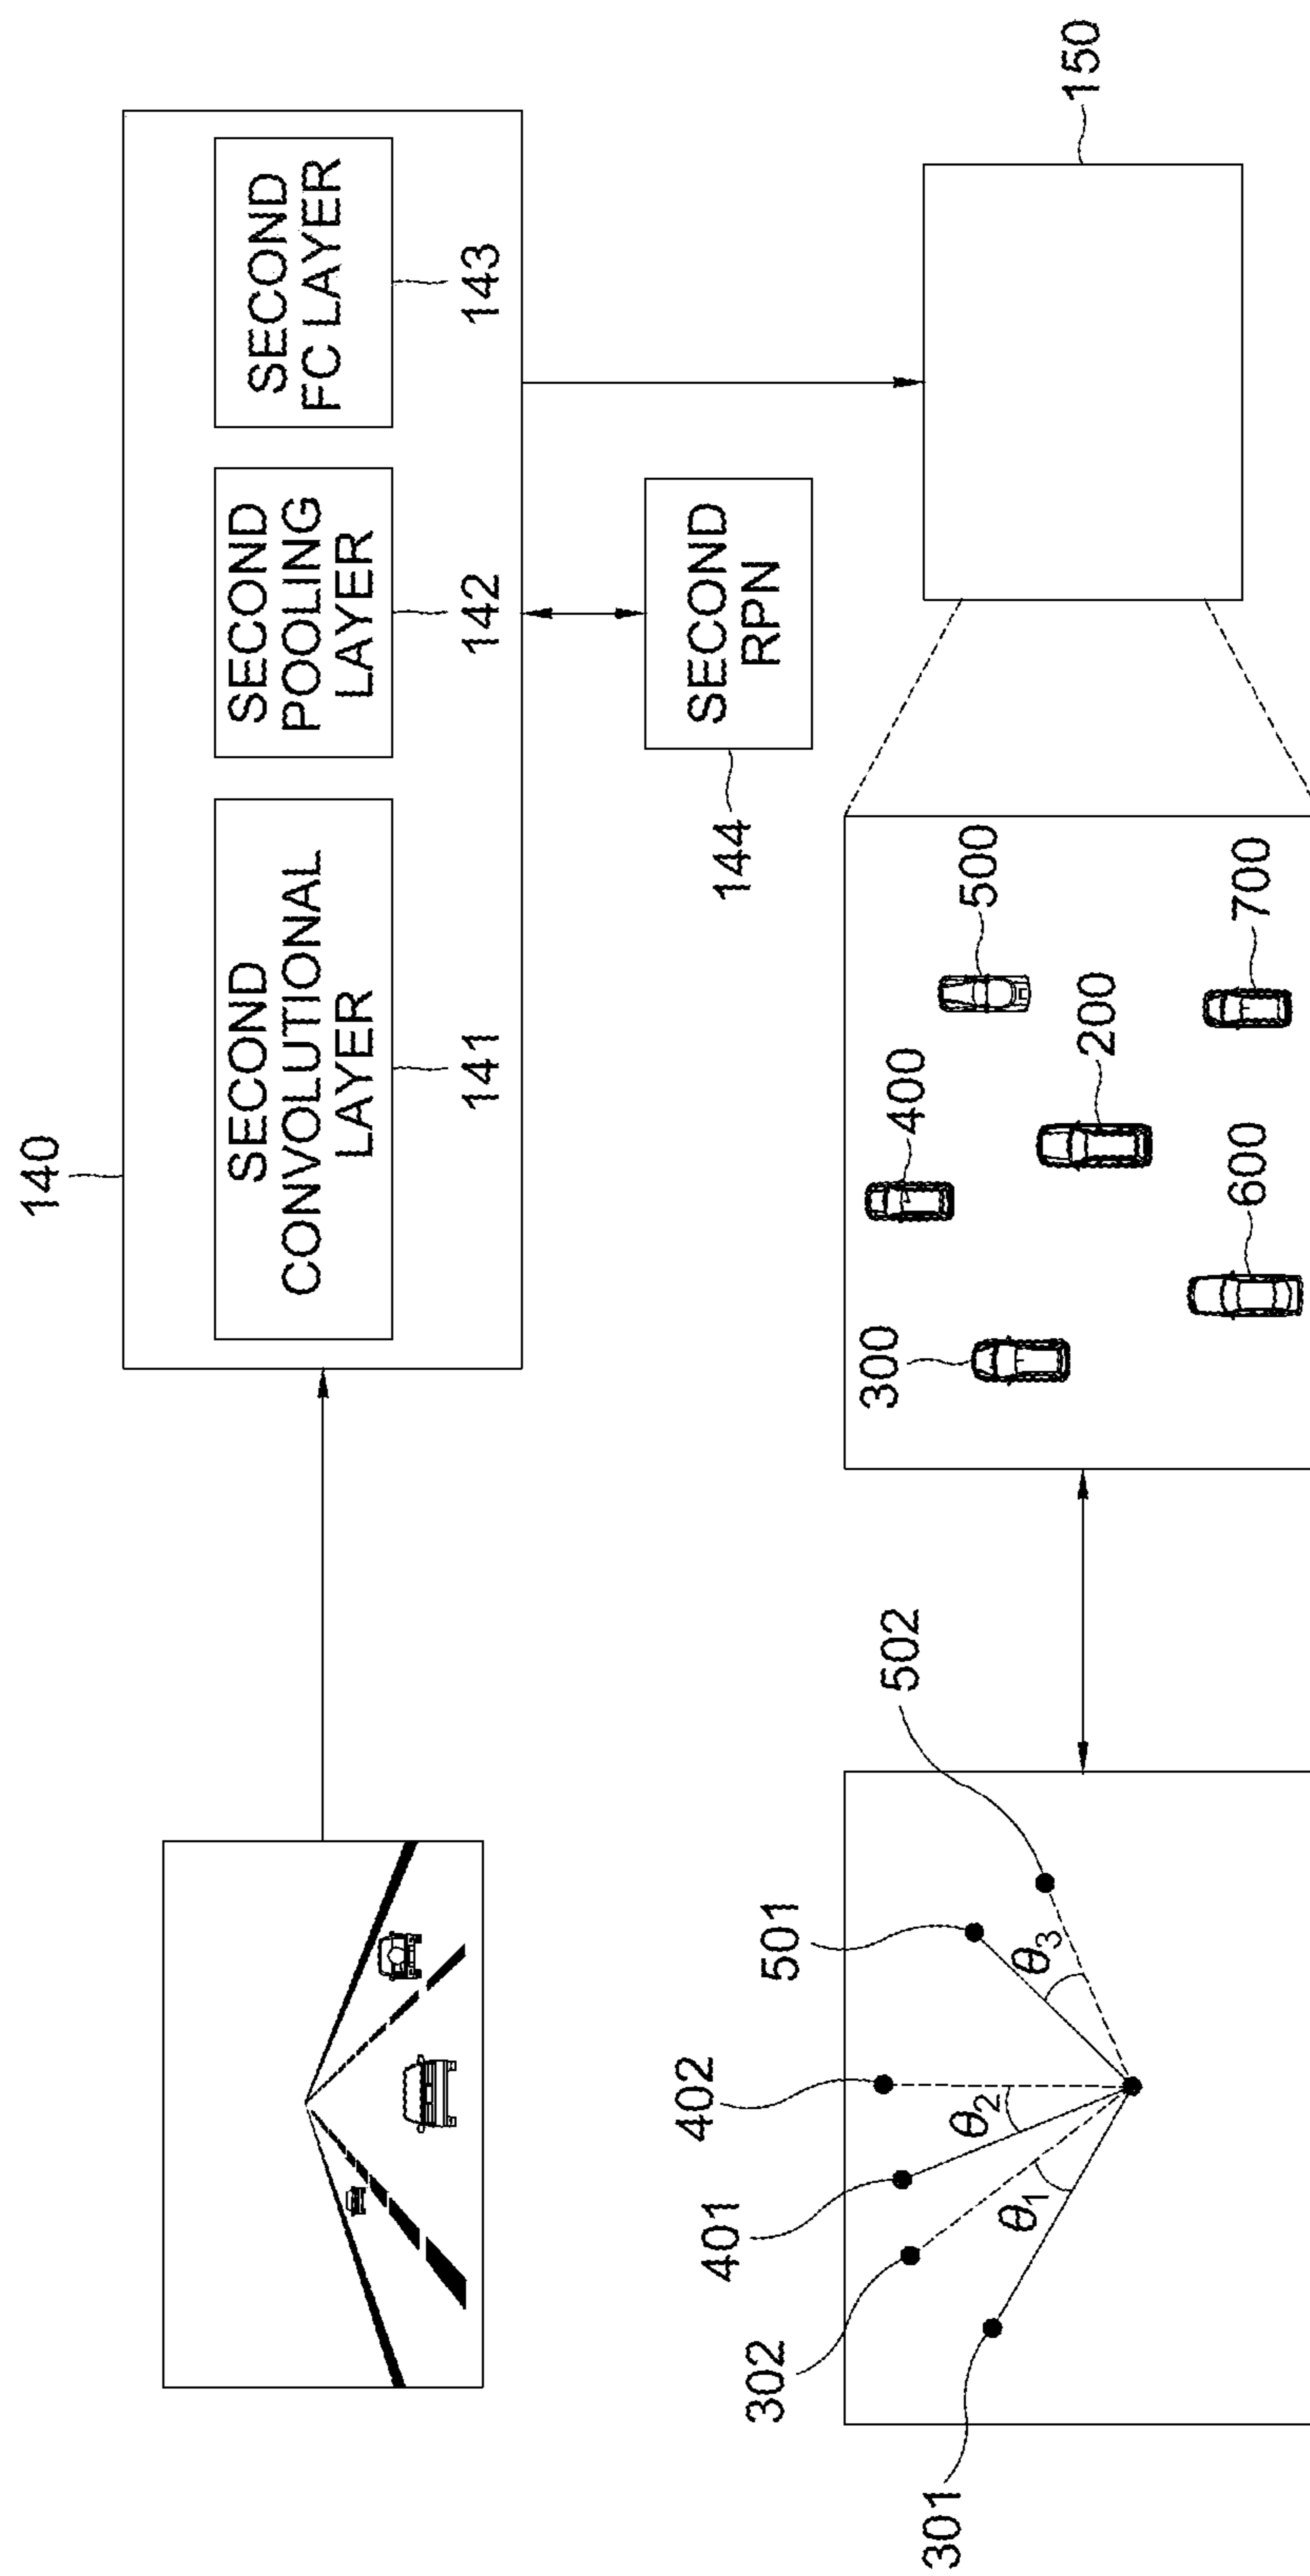 140
SECOND
CONVOLUTIONAL
LAYER
141
SECOND
POOLING
LAYER
142
SECOND
FC LAYER
143
SECOND
RPN
144
150
301
302
401
402
501
502
θ1
θ2
θ3
300
400
500
200
600
700